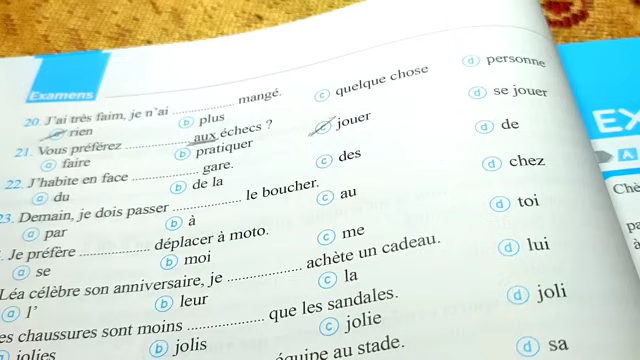 Examens
20. J'ai très faim, je n'ai ............ mangé.
a rien b plus c quelque chose d personne
21. Vous préférez ............ aux échecs ?
a faire b pratiquer c jouer d se jouer
22. J'habite en face ............ gare.
a du b de la c des d de
23. Demain, je dois passer ............ le boucher.
a par b à c au d chez
. Je préfère ............ déplacer à moto.
a se b moi c me d toi
Léa célèbre son anniversaire, je ............ achète un cadeau.
a l' b leur c la d lui
es chaussures sont moins ............ que les sandales.
jolies b jolis c jolie d joli
équipe au stade.
d sa
EX
A
Chè
pa
à